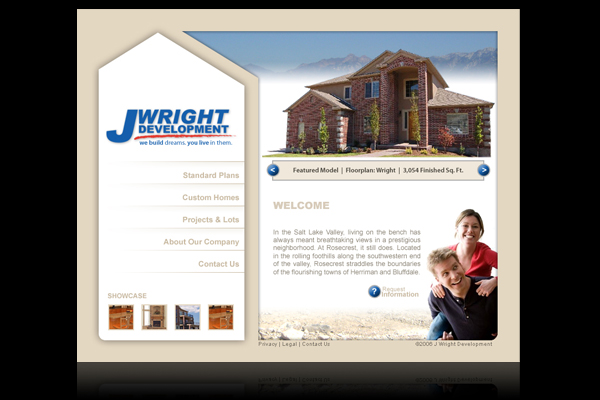 JWRIGHT
DEVELOPMENT
we build dreams, you live in them.
Standard Plans
Custom Homes
Projects & Lots
About Our Company
Contact Us
SHOWCASE
< Featured Model | Floorplan: Wright | 3,054 Finished Sq. Ft. >
WELCOME
In the Salt Lake Valley, living on the bench has
always meant breathtaking views in a prestigious
neighborhood. At Rosecrest, it still does. Located
in the rolling foothills along the southwestern end
of the valley, Rosecrest straddles the boundaries
of the flourishing towns of Herriman and Bluffdale.
? Request
Information
Privacy | Legal | Contact Us
©2006 J Wright Development